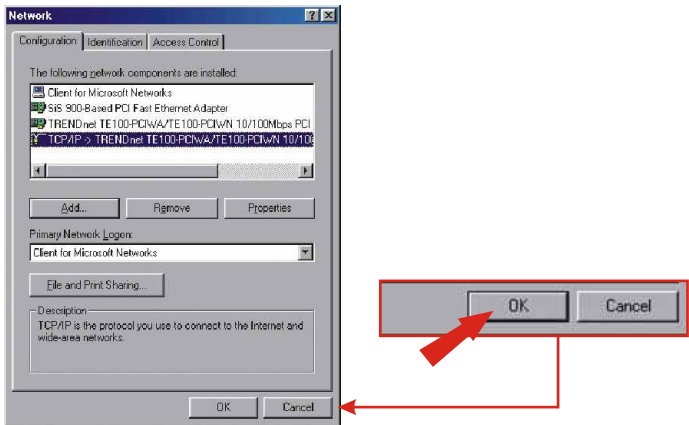 Network
Configuration Identification Access Control
The following network components are installed:
Client for Microsoft Networks
SiS 900-Based PCI Fast Ethernet Adapter
TRENDnet TE100-PCIWA/TE100-PCIWN 10/100Mbps PCI
TCP/IP -> TRENDnet TE100-PCIWA/TE100-PCIWN 10/10
Add... Remove Properties
Primary Network Logon:
Client for Microsoft Networks
File and Print Sharing...
Description
TCP/IP is the protocol you use to connect to the Internet and
wide-area networks.
OK Cancel
OK Cancel